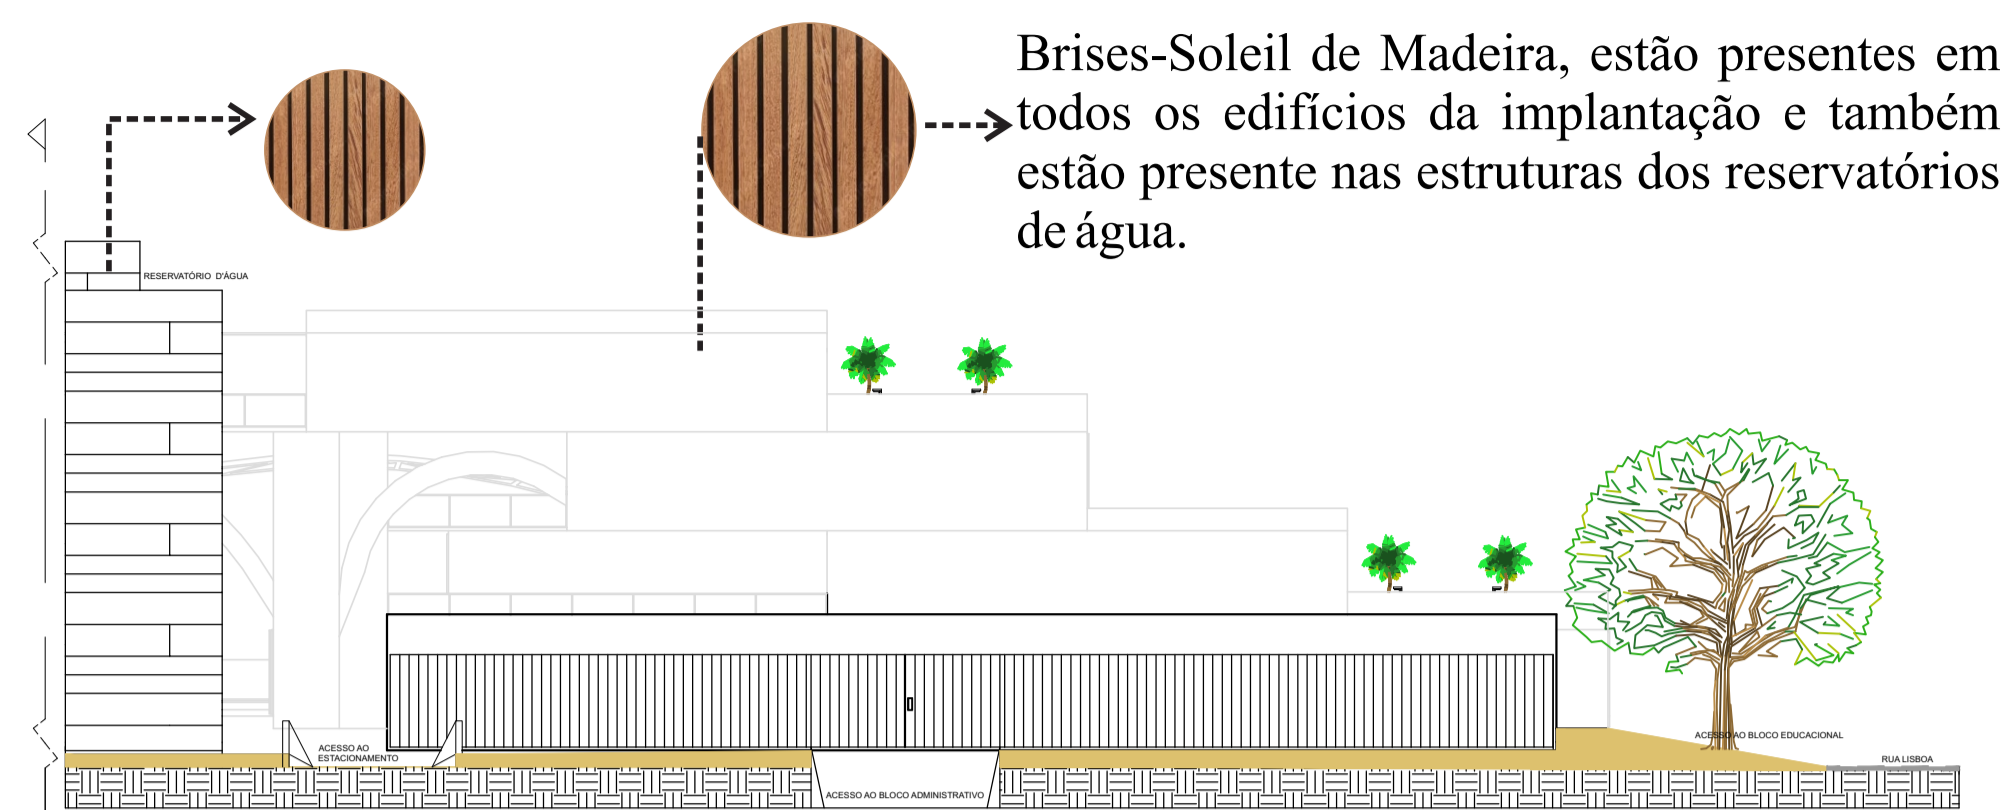 Brises-Soleil de Madeira, estão presentes em
todos os edifícios da implantação e também
estão presente nas estruturas dos reservatórios
de água.
RESERVATÓRIO D'ÁGUA
ACESSO AO
ESTACIONAMENTO
ACESSO AO BLOCO EDUCACIONAL
RUA LISBOA
ACESSO AO BLOCO ADMINISTRATIVO